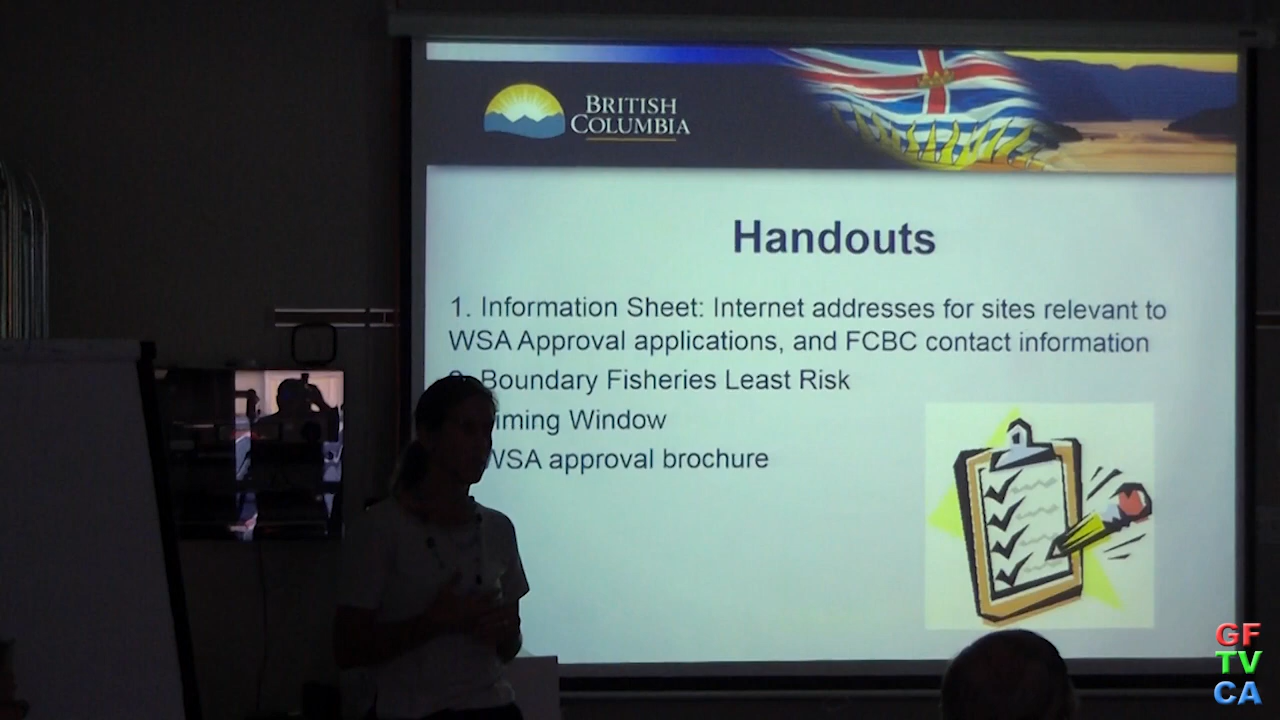 BRITISH
COLUMBIA
Handouts
1. Information Sheet: Internet addresses for sites relevant to
WSA Approval applications, and FCBC contact information
Boundary Fisheries Least Risk
Window
WSA approval brochure
GF
TV
CA